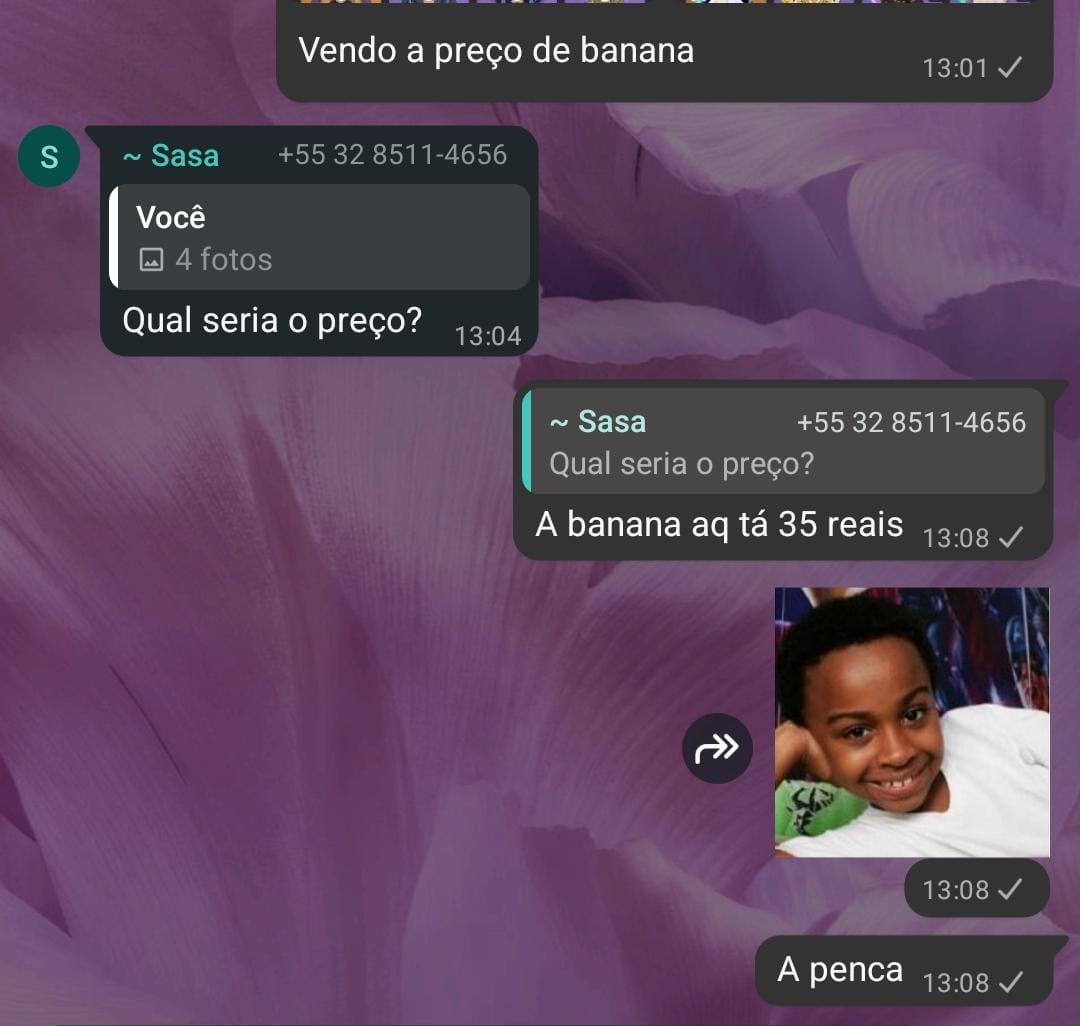 Vendo a preço de banana
13:01
S
~ Sasa +55 32 8511-4656
Você
4 fotos
Qual seria o preço?
13:04
~ Sasa +55 32 8511-4656
Qual seria o preço?
A banana aq tá 35 reais 13:08
13:08
A penca 13:08